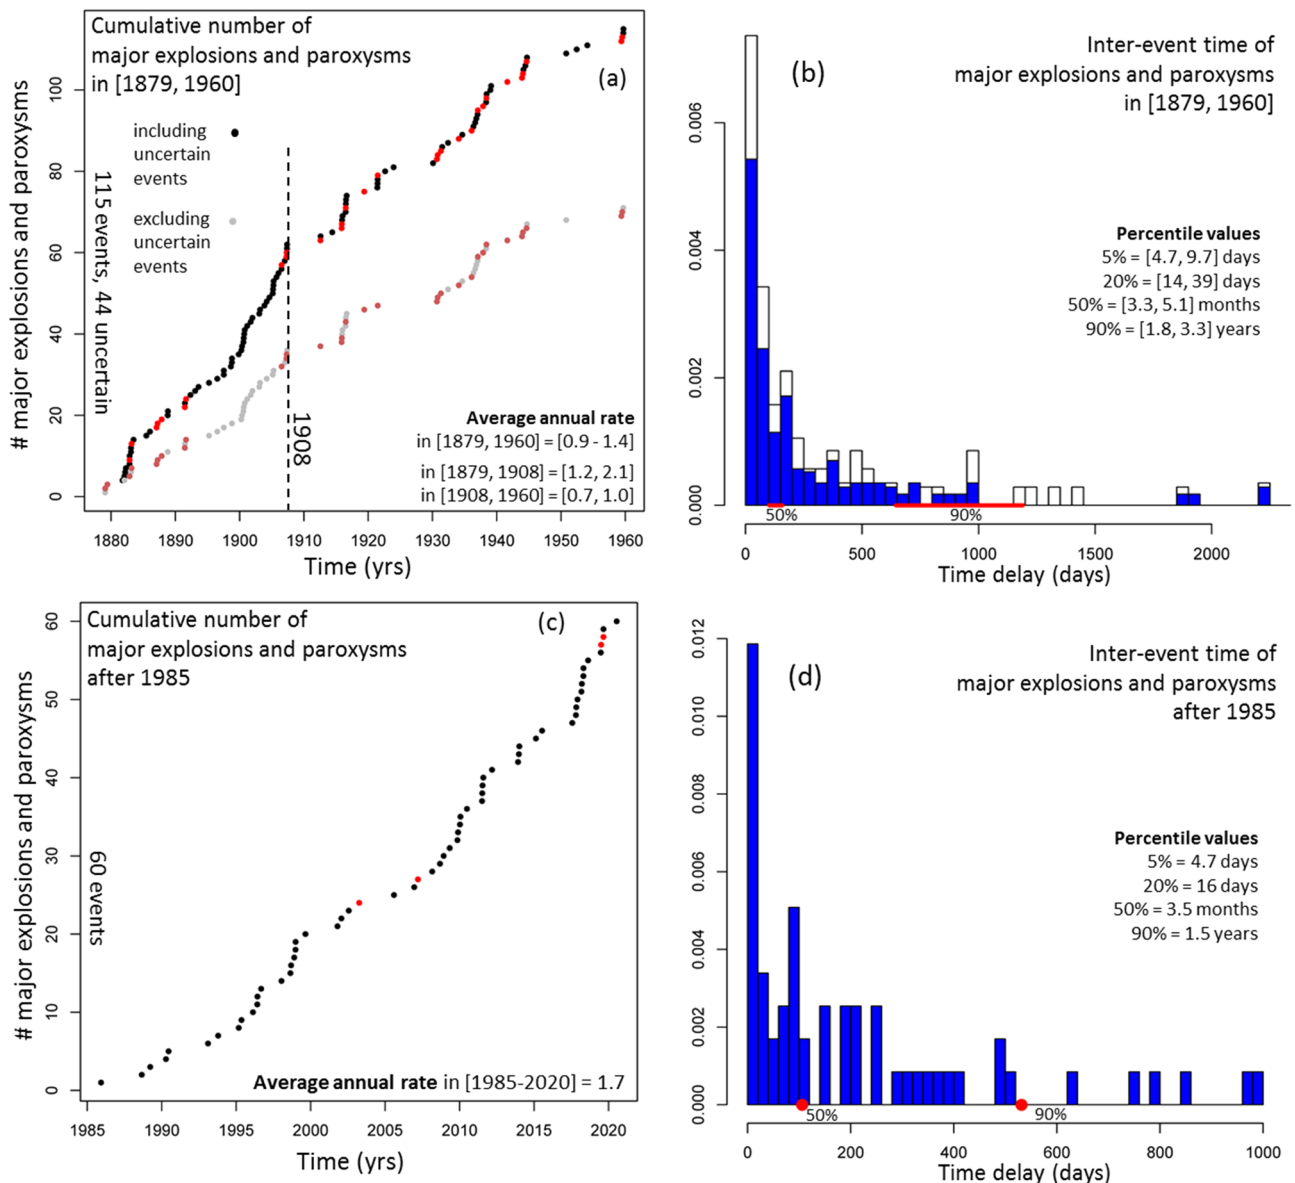 Cumulative number of
major explosions and paroxysms
in [1879, 1960]
(a)
including
uncertain
events
excluding
uncertain
events
115 events, 44 uncertain
1908
Average annual rate
in [1879, 1960] = [0.9 - 1.4]
in [1879, 1908] = [1.2, 2.1]
in [1908, 1960] = [0.7, 1.0]
# major explosions and paroxysms
0 20 40 60 80 100
1880 1890 1900 1910 1920 1930 1940 1950 1960
Time (yrs)
(b)
Inter-event time of
major explosions and paroxysms
in [1879, 1960]
Percentile values
5% = [4.7, 9.7] days
20% = [14, 39] days
50% = [3.3, 5.1] months
90% = [1.8, 3.3] years
0.000 0.002 0.004 0.006
50% 90%
0 500 1000 1500 2000
Time delay (days)
Cumulative number of
major explosions and paroxysms
after 1985
(c)
60 events
Average annual rate in [1985-2020] = 1.7
# major explosions and paroxysms
0 10 20 30 40 50 60
1985 1990 1995 2000 2005 2010 2015 2020
Time (yrs)
(d)
Inter-event time of
major explosions and paroxysms
after 1985
Percentile values
5% = 4.7 days
20% = 16 days
50% = 3.5 months
90% = 1.5 years
0.000 0.002 0.004 0.006 0.008 0.010 0.012
50% 90%
0 200 400 600 800 1000
Time delay (days)